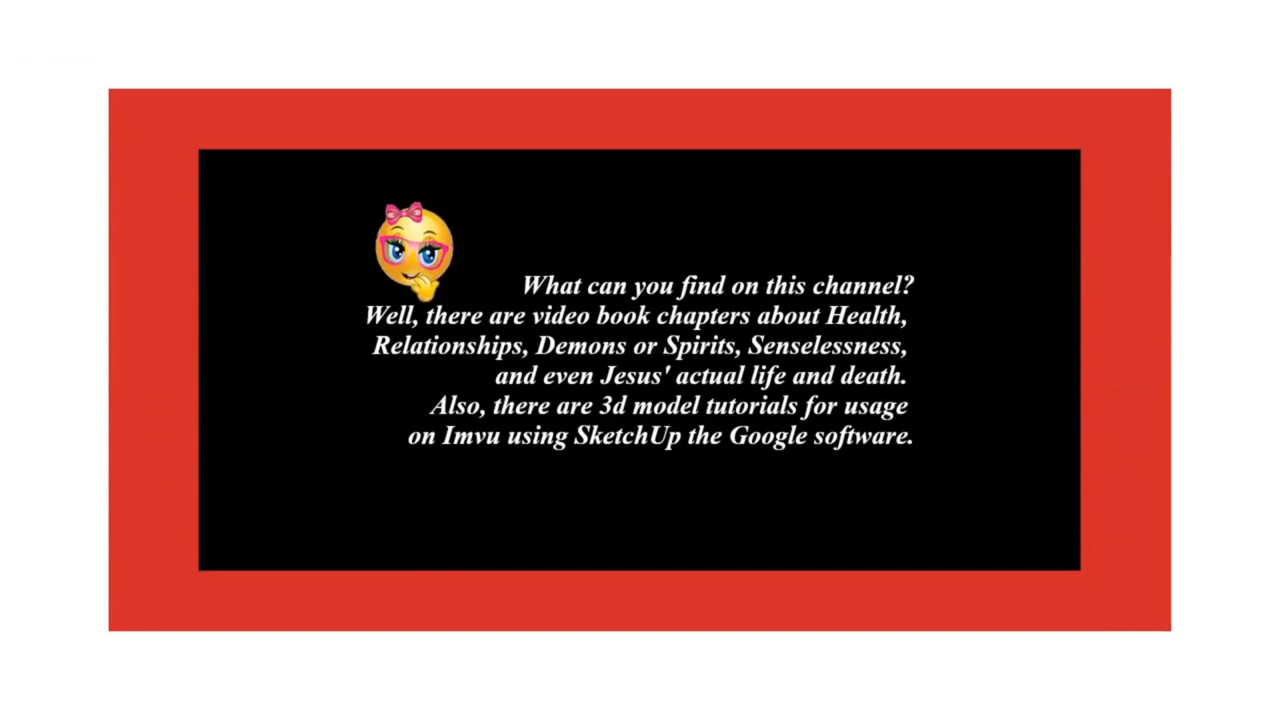 What can you find on this channel?
Well, there are video book chapters about Health,
Relationships, Demons or Spirits, Senselessness,
and even Jesus' actual life and death.
Also, there are 3d model tutorials for usage
on Imvu using SketchUp the Google software.